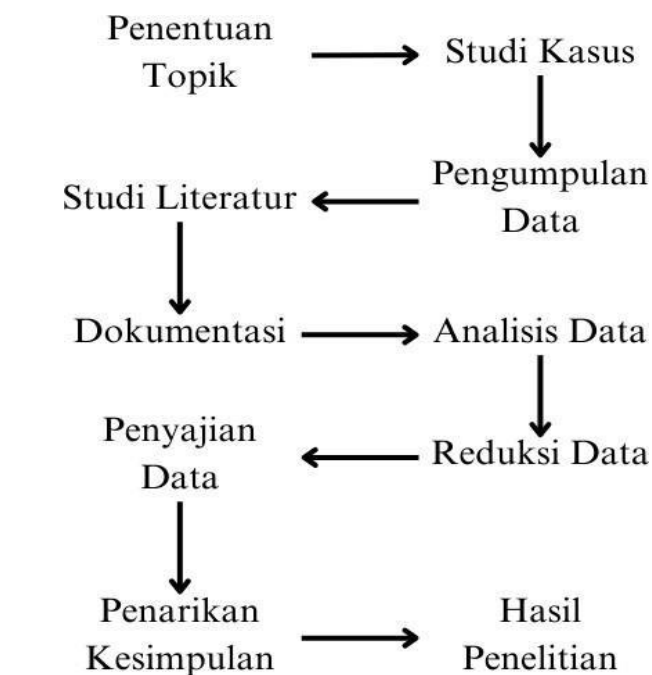 Penentuan
Topik
Studi Kasus
Pengumpulan
Data
Studi Literatur
Dokumentasi
Analisis Data
Reduksi Data
Penyajian
Data
Penarikan
Kesimpulan
Hasil
Penelitian